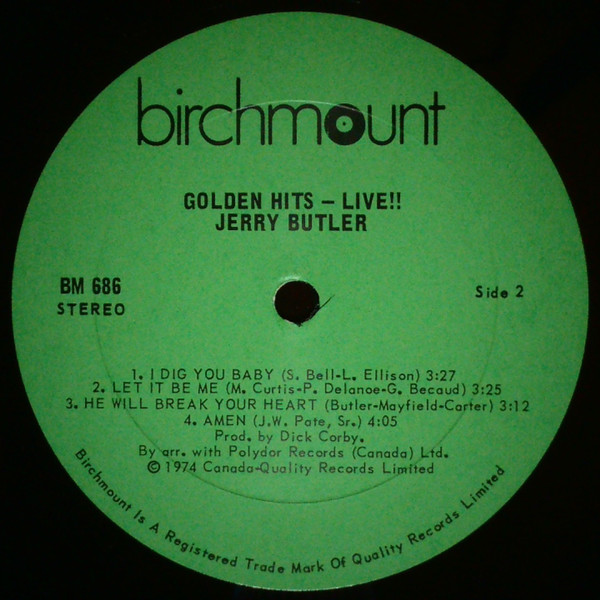 birchmount
GOLDEN HITS – LIVE!!
JERRY BUTLER
BM 686
STEREO
Side 2
1. I DIG YOU BABY (S. Bell-L. Ellison) 3:27
2. LET IT BE ME (M. Curtis-P. Delanoe-G. Becaud) 3:25
3. HE WILL BREAK YOUR HEART (Butler-Mayfield-Carter) 3:12
4. AMEN (J.W. Pate, Sr.) 4:05
Prod. by Dick Corby.
By arr. with Polydor Records (Canada) Ltd.
© 1974 Canada-Quality Records Limited
Birchmount Is A Registered Trade Mark Of Quality Records Limited